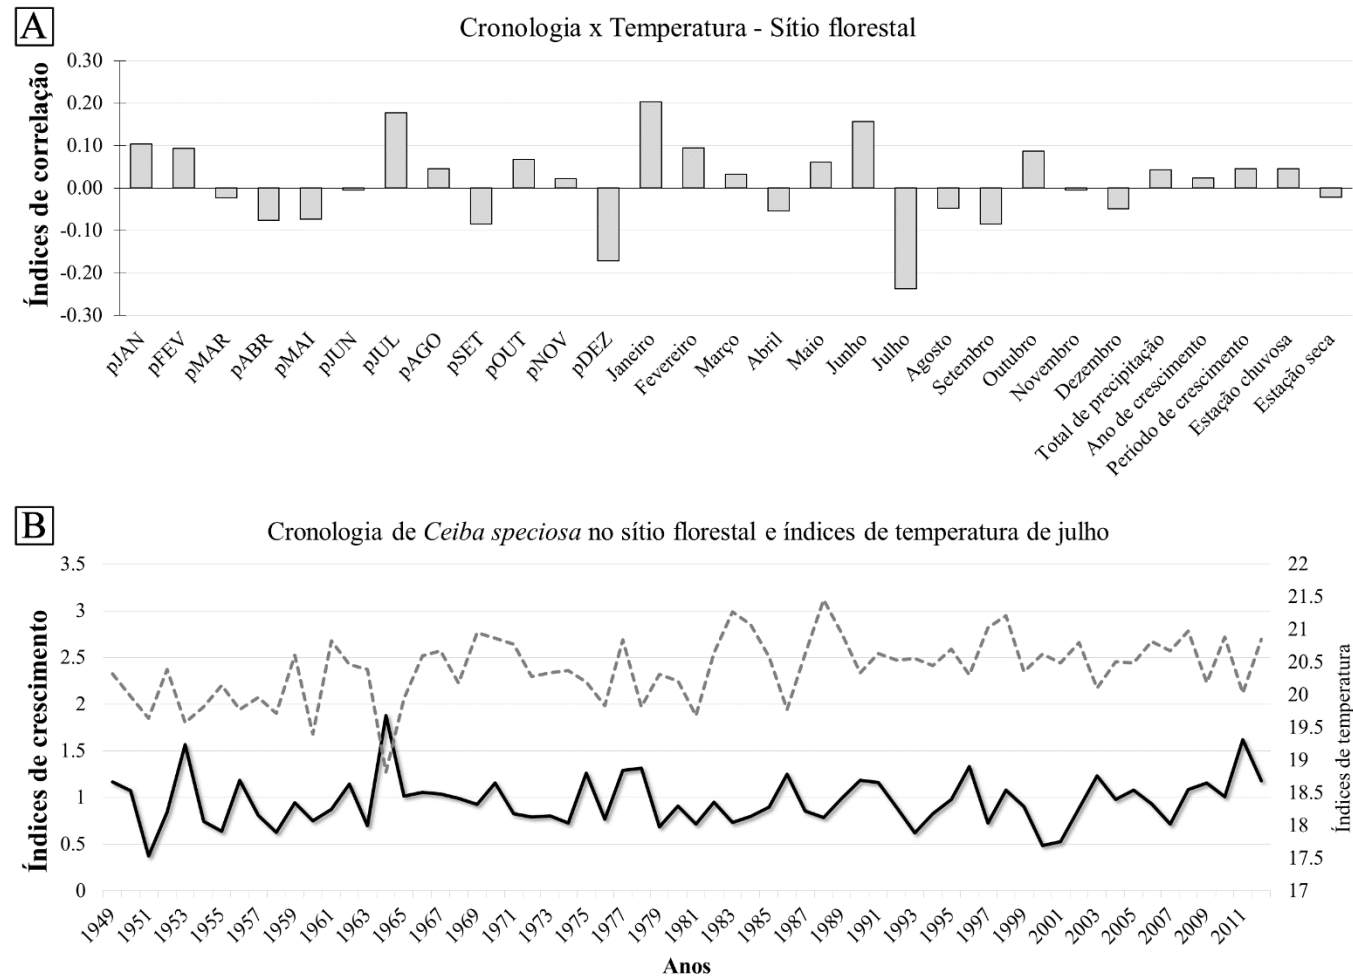 A
Cronologia x Temperatura - Sítio florestal
Índices de correlação
0.30
0.20
0.10
0.00
-0.10
-0.20
-0.30
pJAN
pFEV
pMAR
pABR
pMAI
pJUN
pJUL
pAGO
pSET
pOUT
pNOV
pDEZ
Janeiro
Fevereiro
Março
Abril
Maio
Junho
Julho
Agosto
Setembro
Outubro
Novembro
Dezembro
Total de precipitação
Ano de crescimento
Período de crescimento
Estação chuvosa
Estação seca
B
Cronologia de Ceiba speciosa no sítio florestal e índices de temperatura de julho
Índices de crescimento
3.5
3
2.5
2
1.5
1
0.5
0
22
21.5
21
20.5
20
19.5
19
18.5
18
17.5
17
Índices de temperatura
1949
1951
1953
1955
1957
1959
1961
1963
1965
1967
1969
1971
1973
1975
1977
1979
1981
1983
1985
1987
1989
1991
1993
1995
1997
1999
2001
2003
2005
2007
2009
2011
Anos